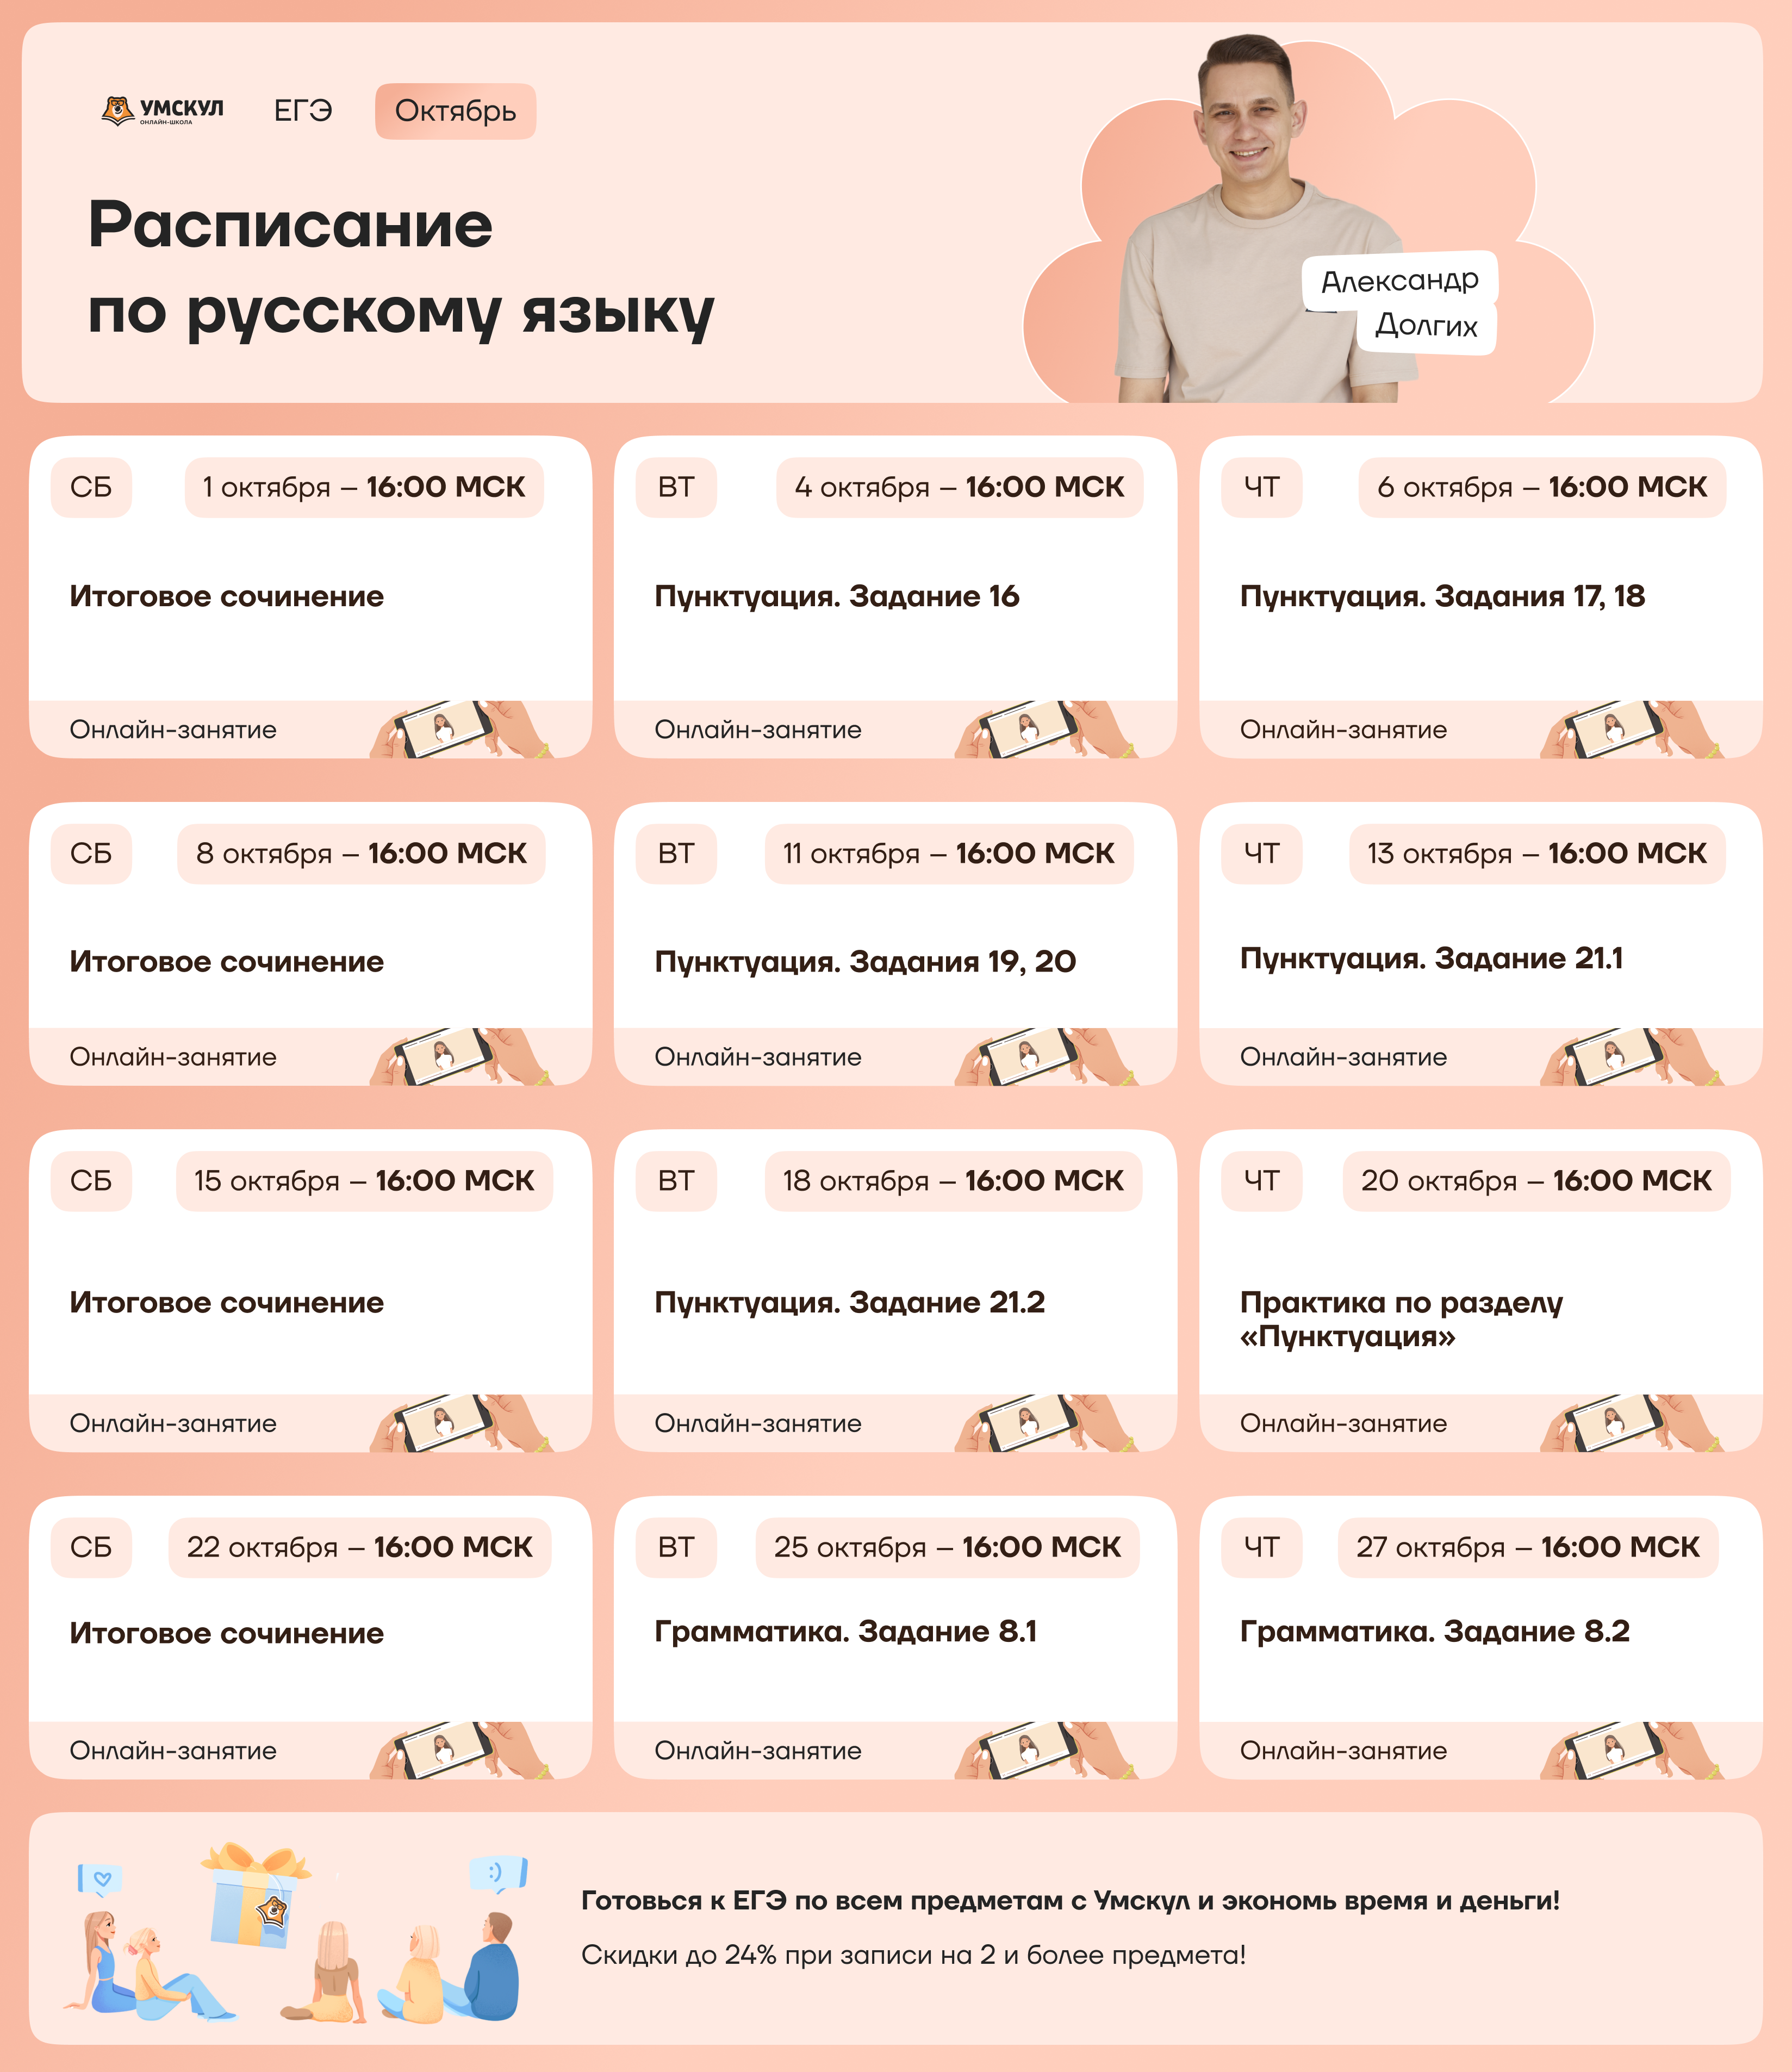 УМСКУЛ
ОНЛАЙН-ШКОЛА
ЕГЭ
Октябрь
Расписание
по русскому языку
Александр
Долгих
СБ
1 октября – 16:00 МСК
Итоговое сочинение
Онлайн-занятие
ВТ
4 октября – 16:00 МСК
Пунктуация. Задание 16
Онлайн-занятие
ЧТ
6 октября – 16:00 МСК
Пунктуация. Задания 17, 18
Онлайн-занятие
СБ
8 октября – 16:00 МСК
Итоговое сочинение
Онлайн-занятие
ВТ
11 октября – 16:00 МСК
Пунктуация. Задания 19, 20
Онлайн-занятие
ЧТ
13 октября – 16:00 МСК
Пунктуация. Задание 21.1
Онлайн-занятие
СБ
15 октября – 16:00 МСК
Итоговое сочинение
Онлайн-занятие
ВТ
18 октября – 16:00 МСК
Пунктуация. Задание 21.2
Онлайн-занятие
ЧТ
20 октября – 16:00 МСК
Практика по разделу
«Пунктуация»
Онлайн-занятие
СБ
22 октября – 16:00 МСК
Итоговое сочинение
Онлайн-занятие
ВТ
25 октября – 16:00 МСК
Грамматика. Задание 8.1
Онлайн-занятие
ЧТ
27 октября – 16:00 МСК
Грамматика. Задание 8.2
Онлайн-занятие
:)
Готовься к ЕГЭ по всем предметам с Умскул и экономь время и деньги!
Скидки до 24% при записи на 2 и более предмета!